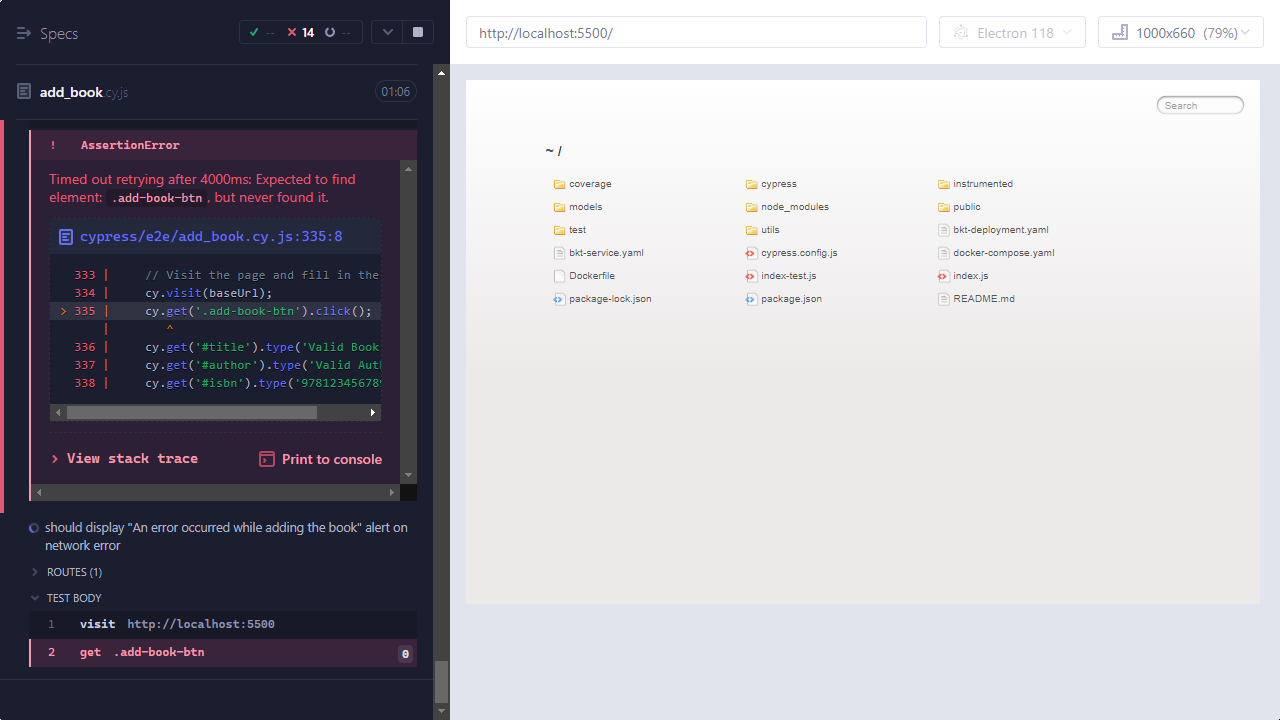 Specs
-- 14 --
add_book.cy.js
01:06
! AssertionError
Timed out retrying after 4000ms: Expected to find
element: .add-book-btn, but never found it.
cypress/e2e/add_book.cy.js:335:8
333 | // Visit the page and fill in the
334 | cy.visit(baseUrl);
> 335 | cy.get('.add-book-btn').click();
| ^
336 | cy.get('#title').type('Valid Book
337 | cy.get('#author').type('Valid Aut
338 | cy.get('#isbn').type('978123456789
> View stack trace
Print to console
should display "An error occurred while adding the book" alert on
network error
ROUTES (1)
TEST BODY
1 visit http://localhost:5500
2 get .add-book-btn 0
http://localhost:5500/
Electron 118
1000x660 (79%)
Search
~ /
coverage
cypress
instrumented
models
node_modules
public
test
utils
bkt-deployment.yaml
bkt-service.yaml
cypress.config.js
docker-compose.yaml
Dockerfile
index-test.js
index.js
package-lock.json
package.json
README.md